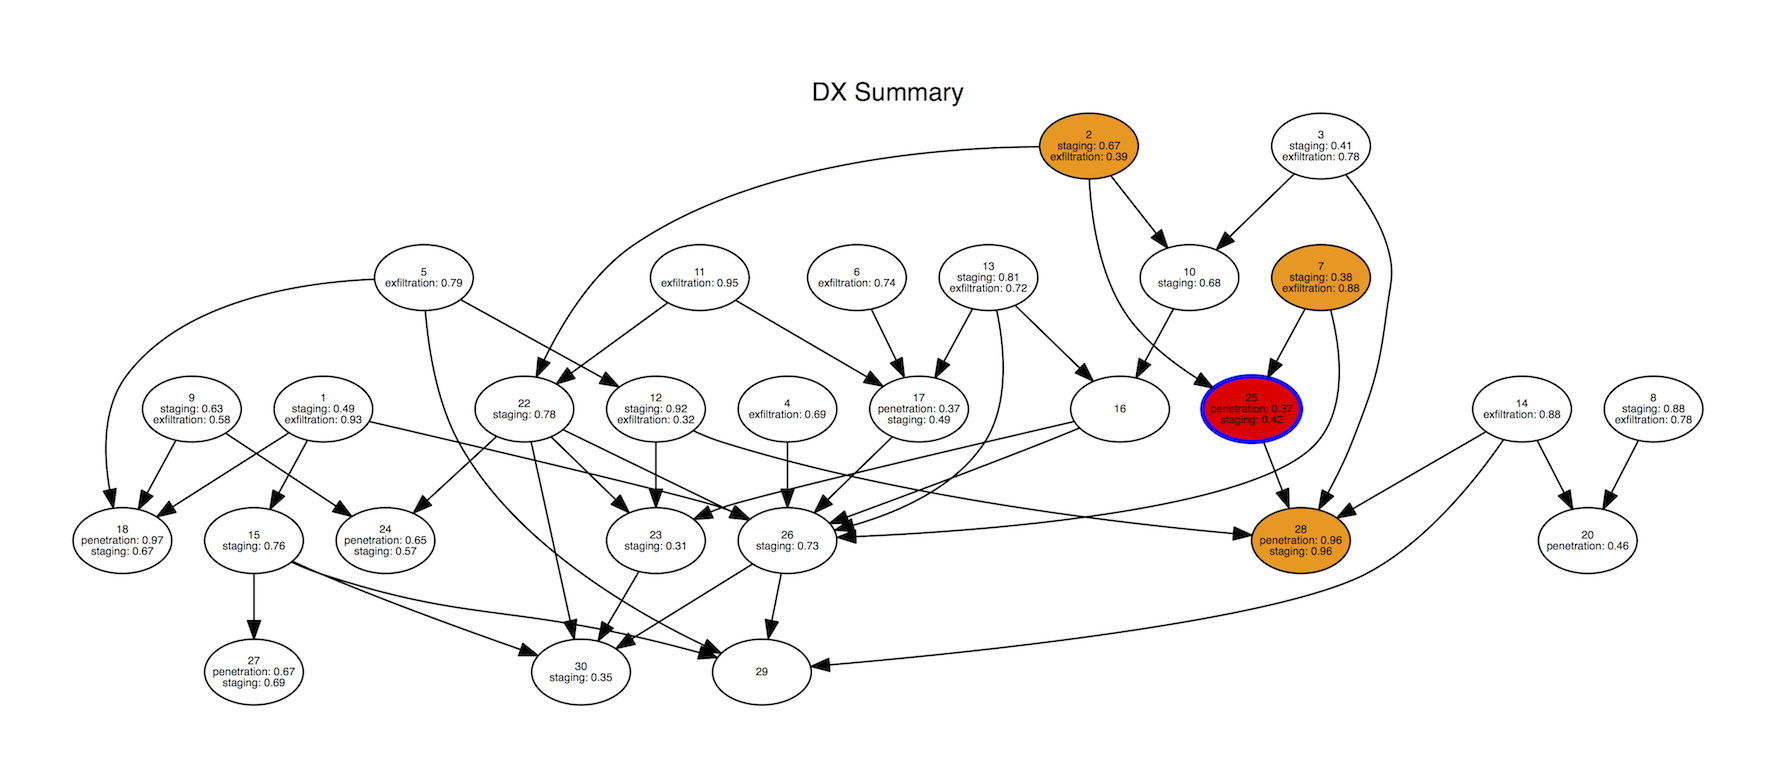 DX Summary
2
staging: 0.67
exfiltration: 0.39
3
staging: 0.41
exfiltration: 0.78
5
exfiltration: 0.79
11
exfiltration: 0.95
6
exfiltration: 0.74
13
staging: 0.81
exfiltration: 0.72
10
staging: 0.68
7
staging: 0.38
exfiltration: 0.88
9
staging: 0.63
exfiltration: 0.58
1
staging: 0.49
exfiltration: 0.93
22
staging: 0.78
12
staging: 0.92
exfiltration: 0.32
4
exfiltration: 0.69
17
penetration: 0.37
staging: 0.49
16
25
penetration: 0.37
staging: 0.42
14
exfiltration: 0.88
8
staging: 0.88
exfiltration: 0.78
18
penetration: 0.97
staging: 0.67
15
staging: 0.76
24
penetration: 0.65
staging: 0.57
23
staging: 0.31
26
staging: 0.73
28
penetration: 0.96
staging: 0.96
20
penetration: 0.46
27
penetration: 0.67
staging: 0.69
30
staging: 0.35
29